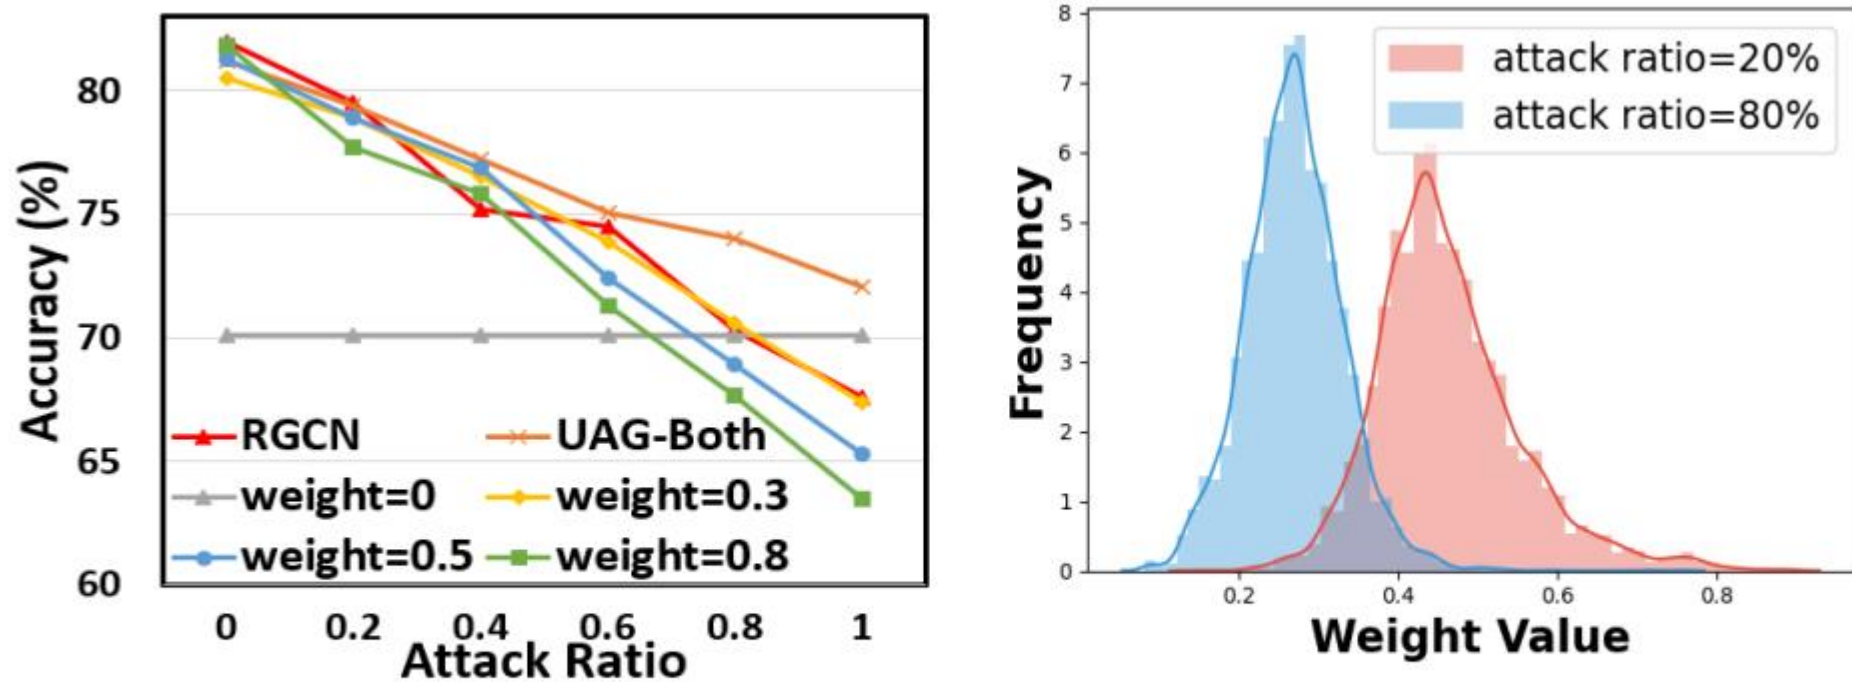 Accuracy (%)
80
75
70
65
60
RGCN
UAG-Both
weight=0
weight=0.3
weight=0.5
weight=0.8
0 0.2 0.4 0.6 0.8 1
Attack Ratio
Frequency
8
7
6
5
4
3
2
1
0
attack ratio=20%
attack ratio=80%
0.2 0.4 0.6 0.8
Weight Value